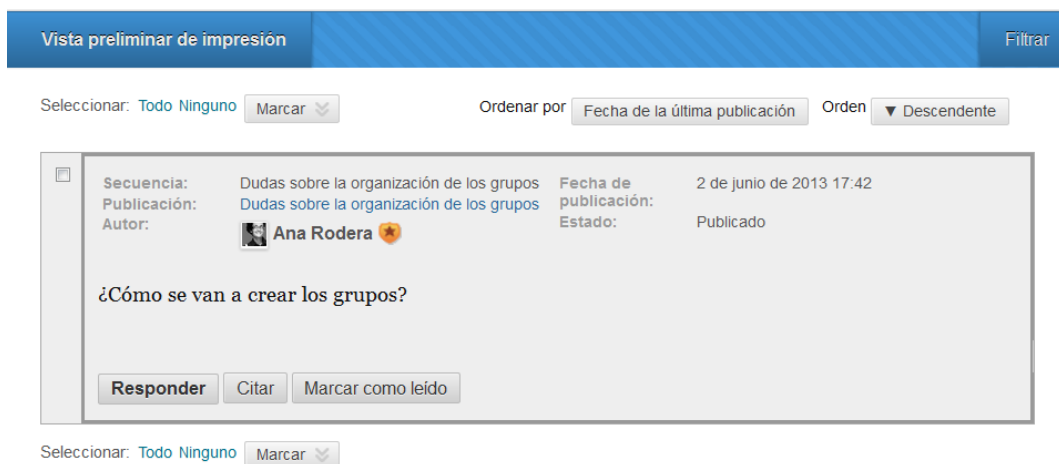 Vista preliminar de impresión Filtrar
Seleccionar: Todo Ninguno Marcar Ordenar por Fecha de la última publicación Orden ▼ Descendente
Secuencia: Dudas sobre la organización de los grupos Fecha de publicación: 2 de junio de 2013 17:42
Publicación: Dudas sobre la organización de los grupos Estado: Publicado
Autor: Ana Rodera
¿Cómo se van a crear los grupos?
Responder Citar Marcar como leído
Seleccionar: Todo Ninguno Marcar